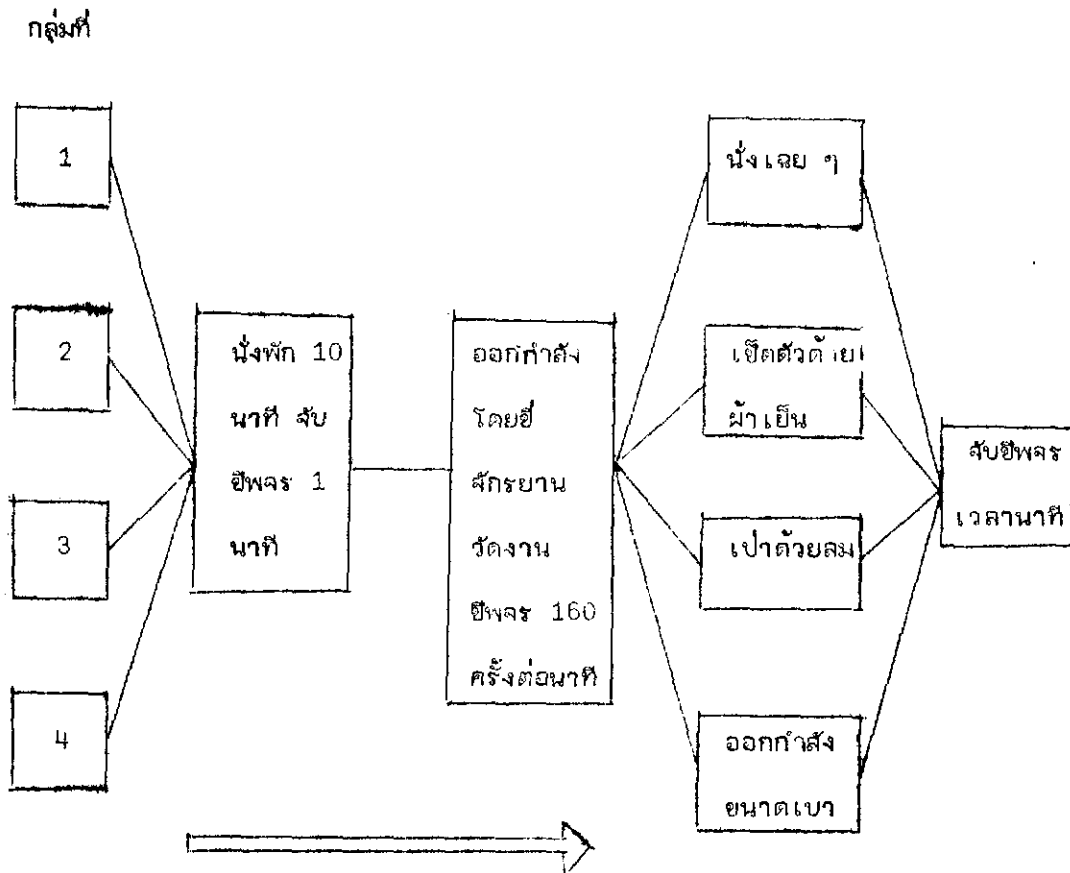 กลุ่มที่
1
2
3
4
นั่งพัก 10
นาที จับ
ชีพจร 1
นาที
ออกกำลัง
โดยขี่
จักรยาน
วัดงาน
ชีพจร 160
ครั้งต่อนาที
นั่งเฉย ๆ
เช็ดตัวด้วย
ผ้าเย็น
เป่าด้วยลม
ออกกำลัง
ขนาดเบา
จับชีพจร
เวลานาที